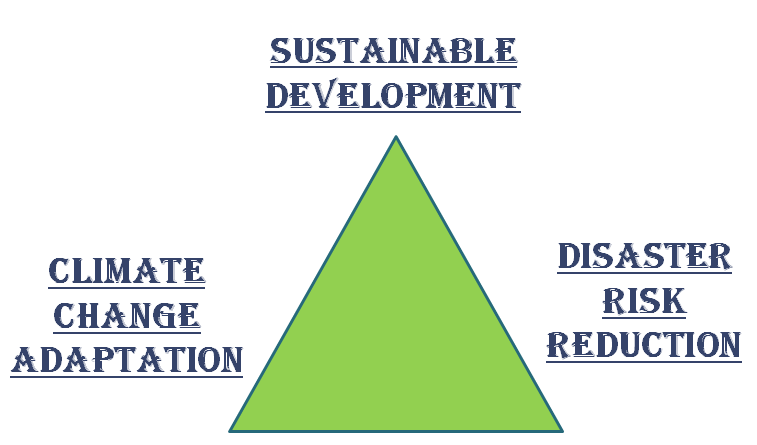 SUSTAINABLE
DEVELOPMENT
CLIMATE
CHANGE
ADAPTATION
DISASTER
RISK
REDUCTION